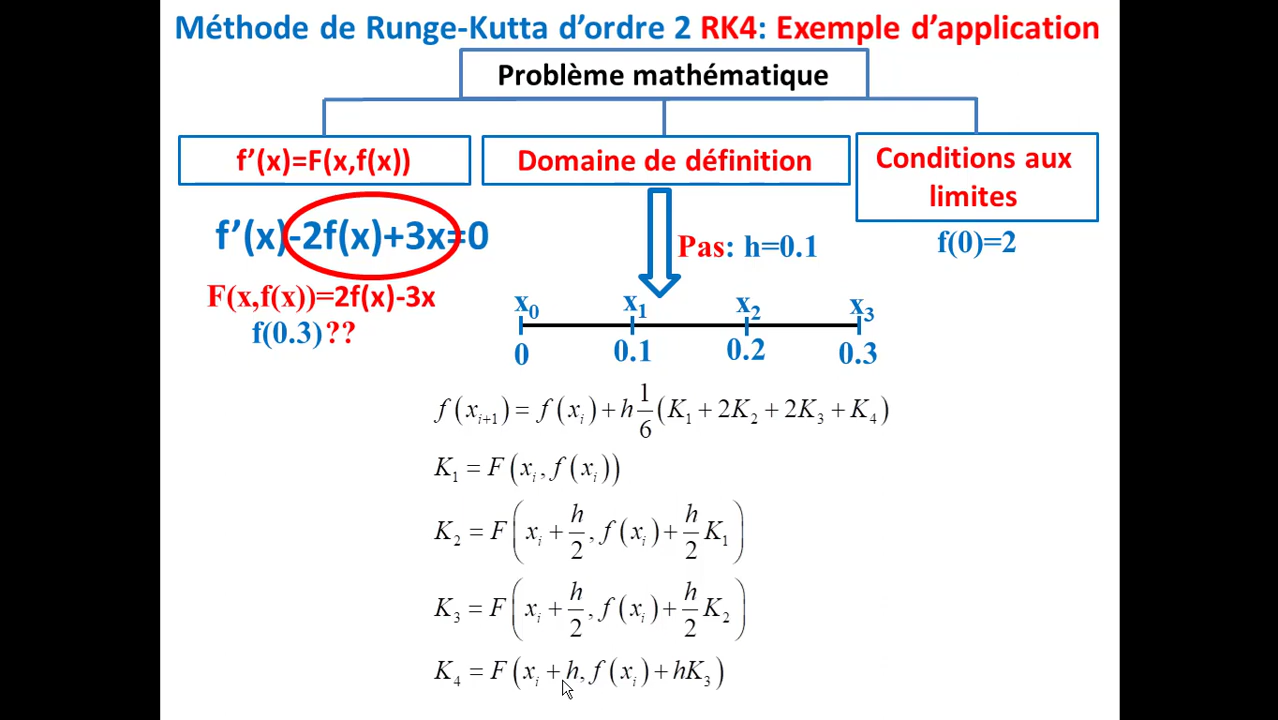 Méthode de Runge-Kutta d’ordre 2 RK4: Exemple d’application
Problème mathématique
f’(x)=F(x,f(x))
Domaine de définition
Conditions aux
limites
f’(x)-2f(x)+3x=0
Pas: h=0.1
f(0)=2
F(x,f(x))=2f(x)-3x
f(0.3)??
x₀ x₁ x₂ x₃
0 0.1 0.2 0.3
f(xᵢ₊₁) = f(xᵢ) + h 1/6 (K₁ + 2K₂ + 2K₃ + K₄)
K₁ = F(xᵢ, f(xᵢ))
K₂ = F(xᵢ + h/2, f(xᵢ) + h/2 K₁)
K₃ = F(xᵢ + h/2, f(xᵢ) + h/2 K₂)
K₄ = F(xᵢ + h, f(xᵢ) + hK₃)